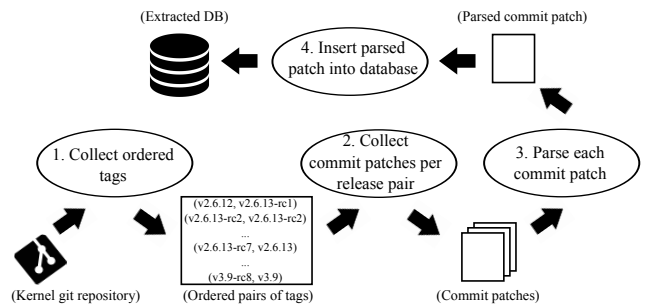 (Extracted DB)
(Parsed commit patch)
4. Insert parsed
patch into database
1. Collect ordered
tags
2. Collect
commit patches per
release pair
3. Parse each
commit patch
(v2.6.12, v2.6.13-rc1)
(v2.6.13-rc2, v2.6.13-rc2)
...
(v2.6.13-rc7, v2.6.13)
...
(v3.9-rc8, v3.9)
(Kernel git repository)
(Ordered pairs of tags)
(Commit patches)